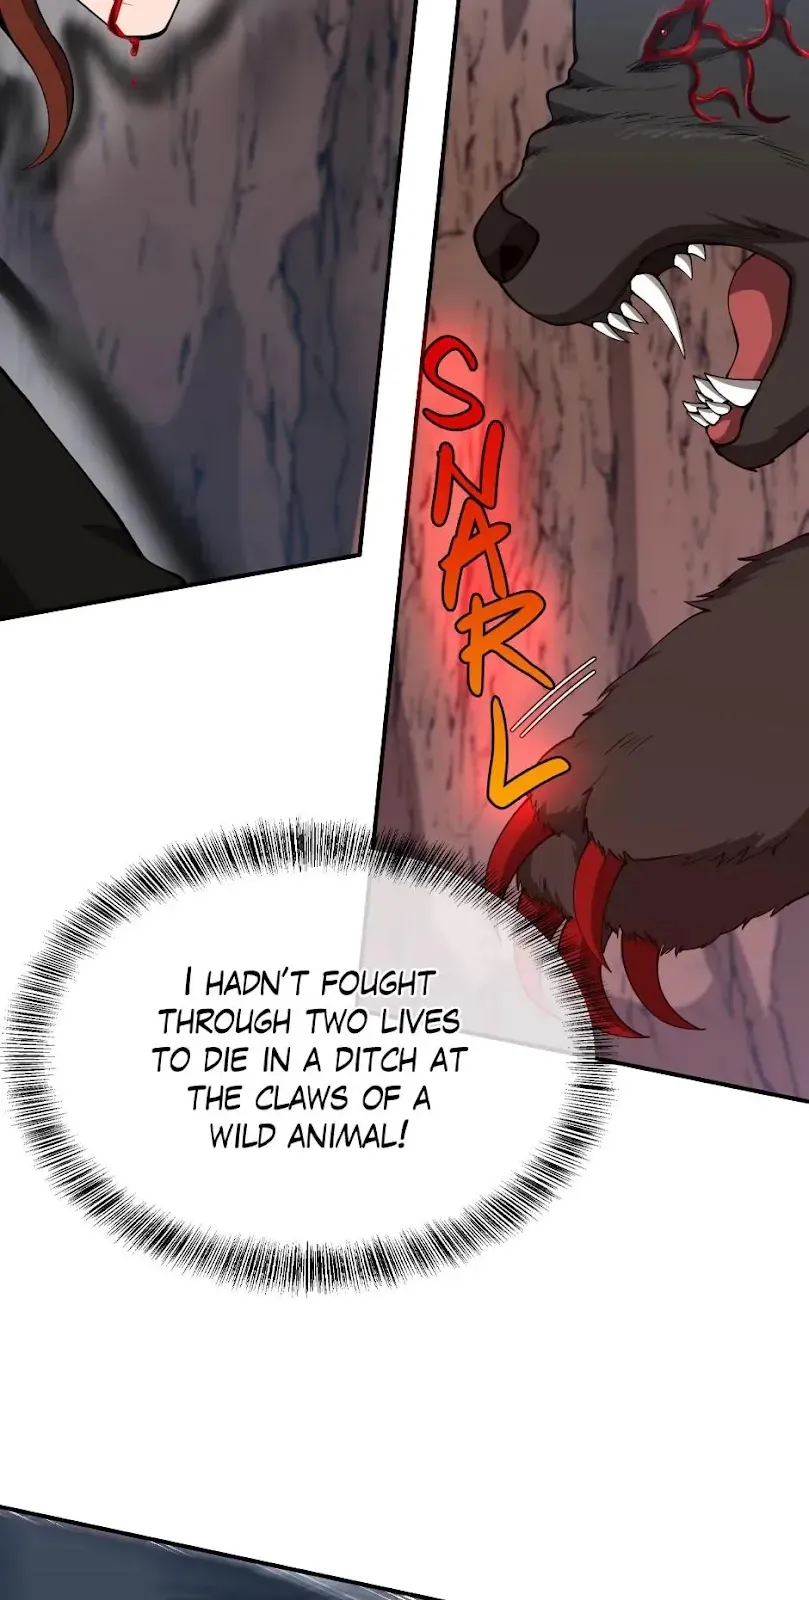 SNARL
I HADN'T FOUGHT
THROUGH TWO LIVES
TO DIE IN A DITCH AT
THE CLAWS OF A
WILD ANIMAL!